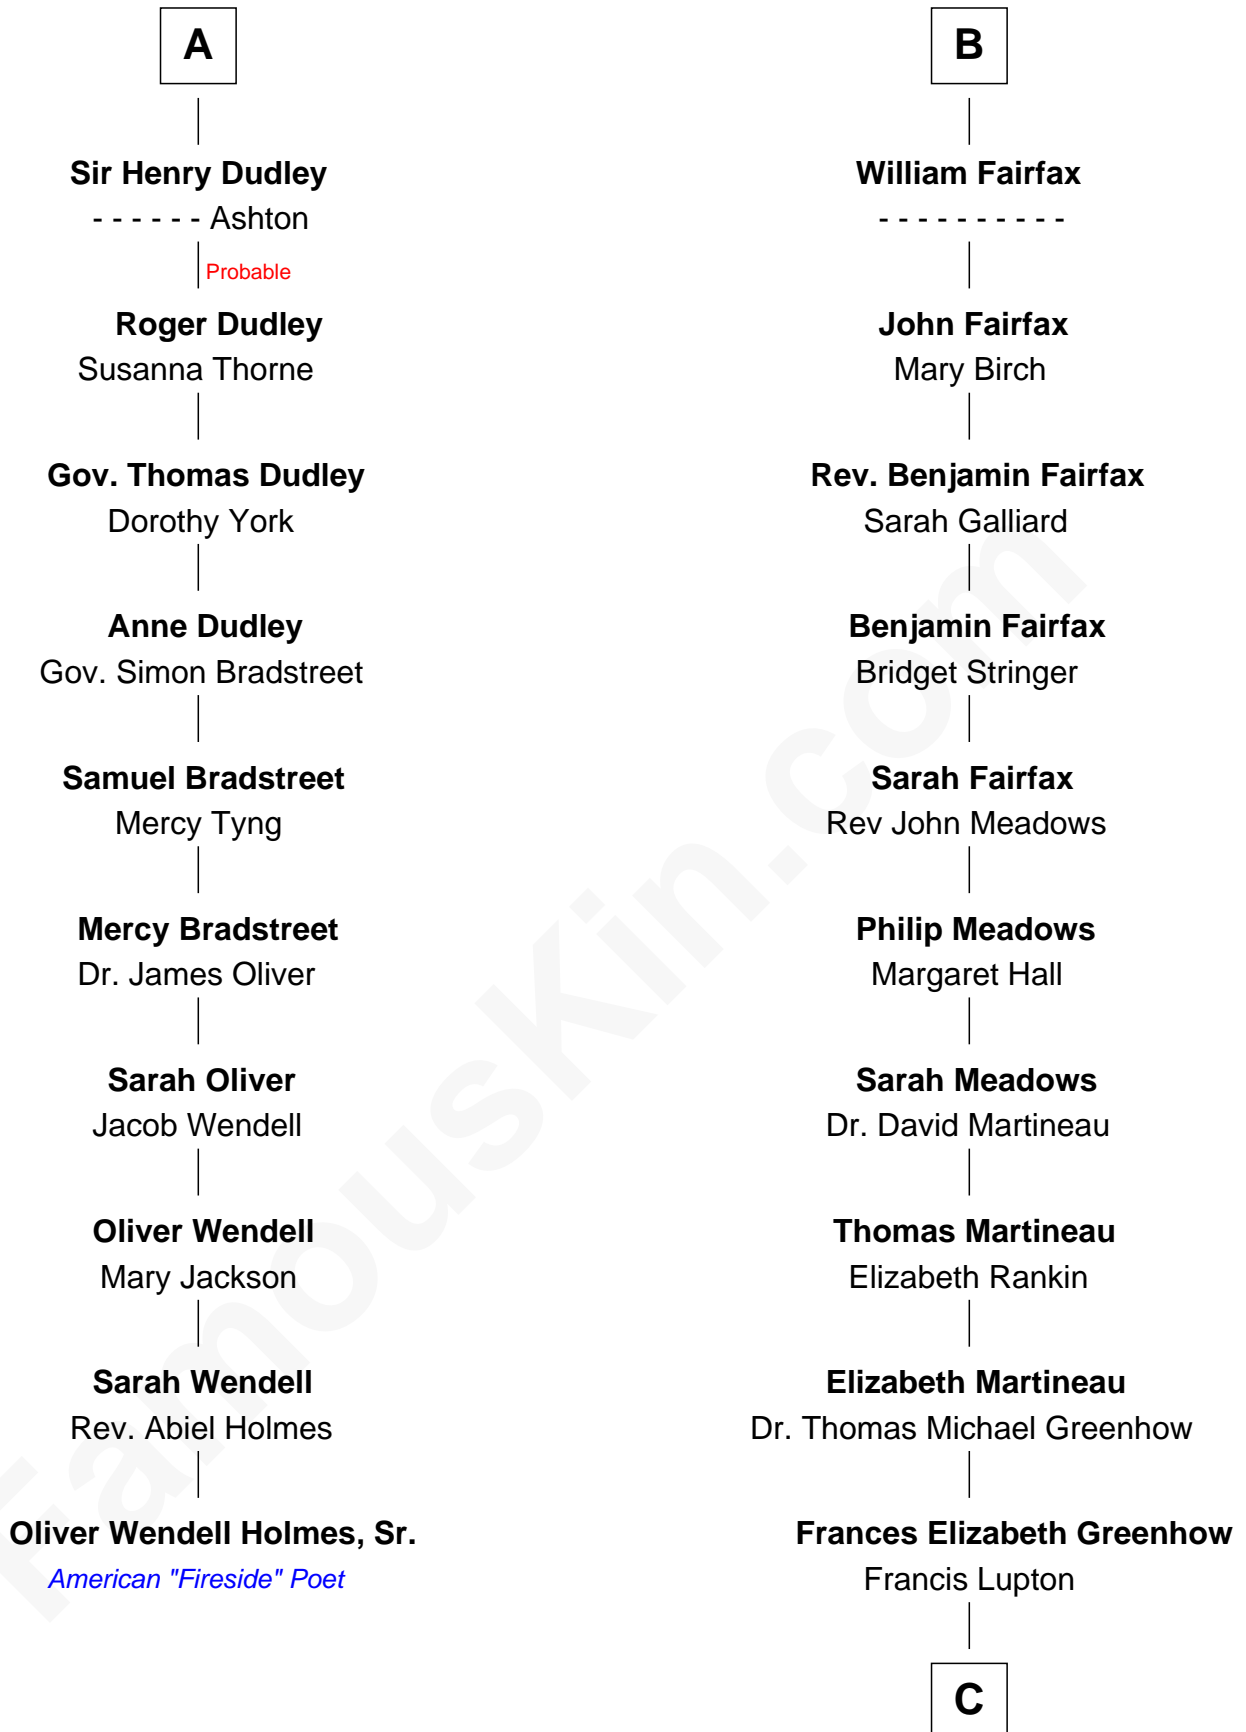 A
Sir Henry Dudley
- - - - - - Ashton
Probable
Roger Dudley
Susanna Thorne
Gov. Thomas Dudley
Dorothy York
Anne Dudley
Gov. Simon Bradstreet
Samuel Bradstreet
Mercy Tyng
Mercy Bradstreet
Dr. James Oliver
Sarah Oliver
Jacob Wendell
Oliver Wendell
Mary Jackson
Sarah Wendell
Rev. Abiel Holmes
Oliver Wendell Holmes, Sr.
American "Fireside" Poet
B
William Fairfax
- - - - - - - - - -
John Fairfax
Mary Birch
Rev. Benjamin Fairfax
Sarah Galliard
Benjamin Fairfax
Bridget Stringer
Sarah Fairfax
Rev John Meadows
Philip Meadows
Margaret Hall
Sarah Meadows
Dr. David Martineau
Thomas Martineau
Elizabeth Rankin
Elizabeth Martineau
Dr. Thomas Michael Greenhow
Frances Elizabeth Greenhow
Francis Lupton
C
FamousKin.com